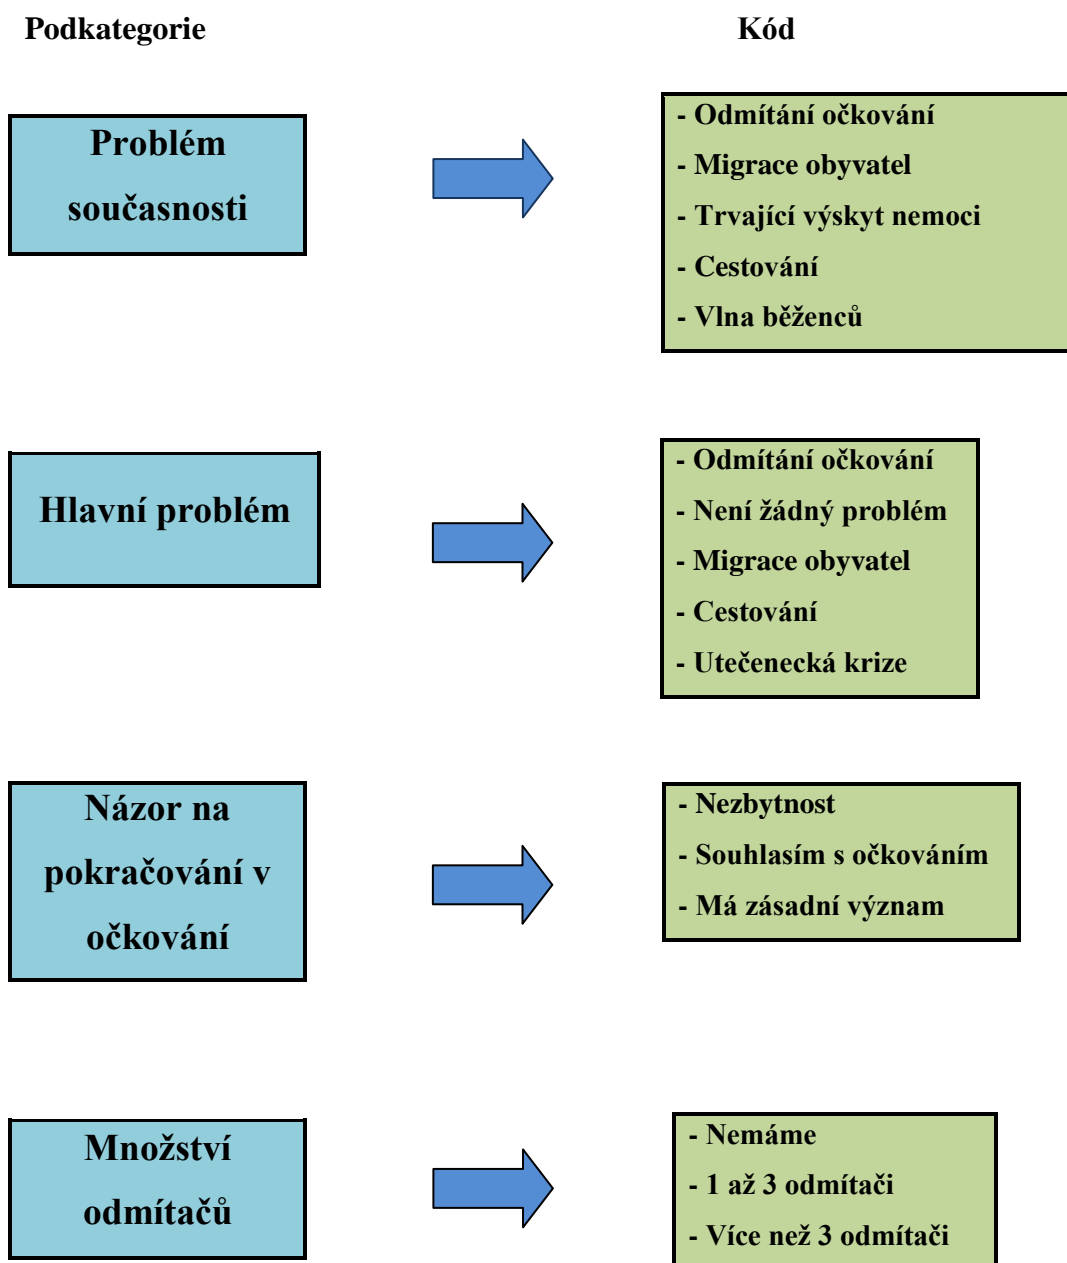 Podkategorie
Kód
Problém
současnosti
- Odmítání očkování
- Migrace obyvatel
- Trvající výskyt nemoci
- Cestování
- Vlna běženců
Hlavní problém
- Odmítání očkování
- Není žádný problém
- Migrace obyvatel
- Cestování
- Utečenecká krize
Názor na
pokračování v
očkování
- Nezbytnost
- Souhlasím s očkováním
- Má zásadní význam
Množství
odmítačů
- Nemáme
- 1 až 3 odmítači
- Více než 3 odmítači